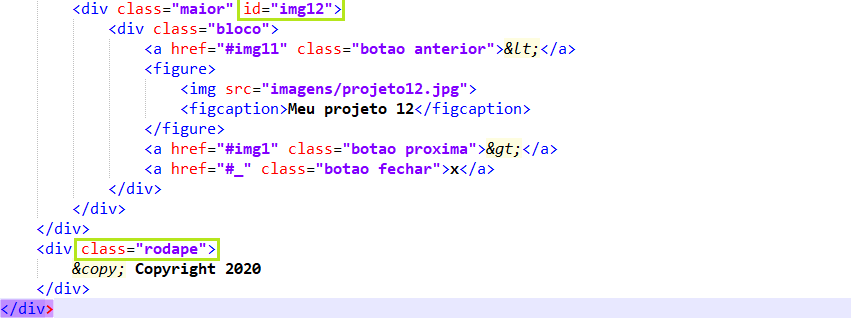 <div class="maior" id="img12">
<div class="bloco">
<a href="#img11" class="botao anterior">&lt;</a>
<figure>
<img src="imagens/projeto12.jpg">
<figcaption>Meu projeto 12</figcaption>
</figure>
<a href="#img1" class="botao proxima">&gt;</a>
<a href="#_" class="botao fechar">x</a>
</div>
</div>
</div>
<div class="rodape">
&copy; Copyright 2020
</div>
</div>